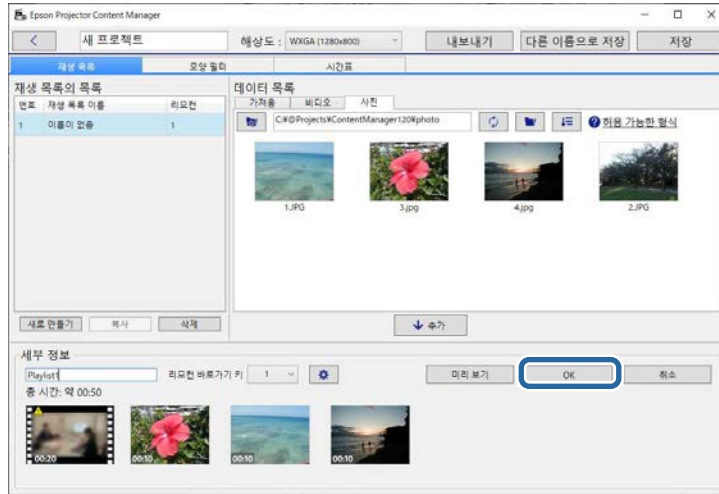 Epson Projector Content Manager
새 프로젝트
해상도 : WXGA (1280x800)
내보내기
다른 이름으로 저장
저장
재생 목록
모양 필터
시간표
재생 목록의 목록
번호 재생 목록 이름 리모컨
1 이름이 없음 1
새로 만들기
복사
삭제
데이터 목록
가져옴 비디오 사진
C:₩@Projects₩ContentManager120₩photo
허용 가능한 형식
1.JPG
3.jpg
4.jpg
2.JPG
추가
세부 정보
Playlist1
리모컨 바로가기 키 1
미리 보기
OK
취소
총 시간: 약 00:50
00:20
00:10
00:10
00:10